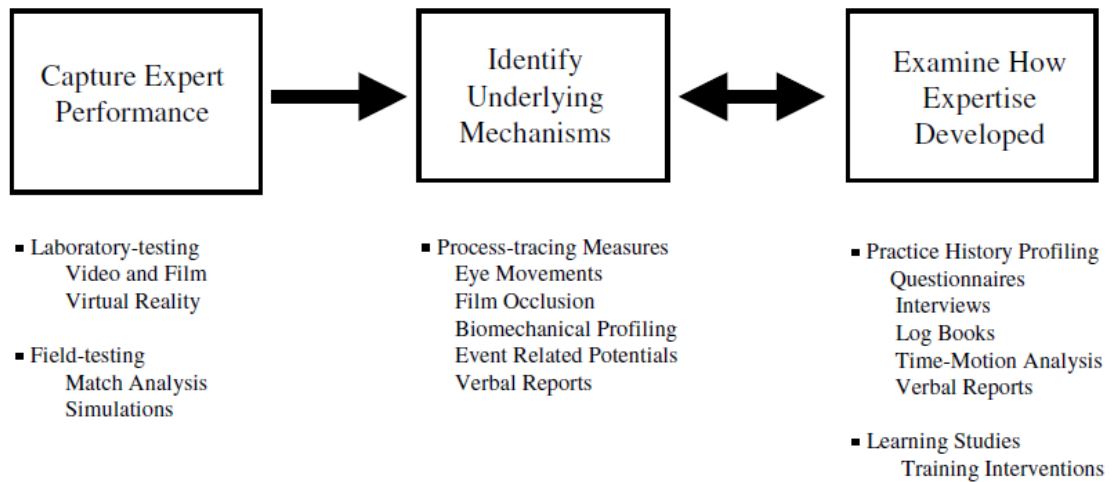 Capture Expert
Performance
Identify
Underlying
Mechanisms
Examine How
Expertise
Developed
▪ Laboratory-testing
Video and Film
Virtual Reality
▪ Field-testing
Match Analysis
Simulations
▪ Process-tracing Measures
Eye Movements
Film Occlusion
Biomechanical Profiling
Event Related Potentials
Verbal Reports
▪ Practice History Profiling
Questionnaires
Interviews
Log Books
Time-Motion Analysis
Verbal Reports
▪ Learning Studies
Training Interventions